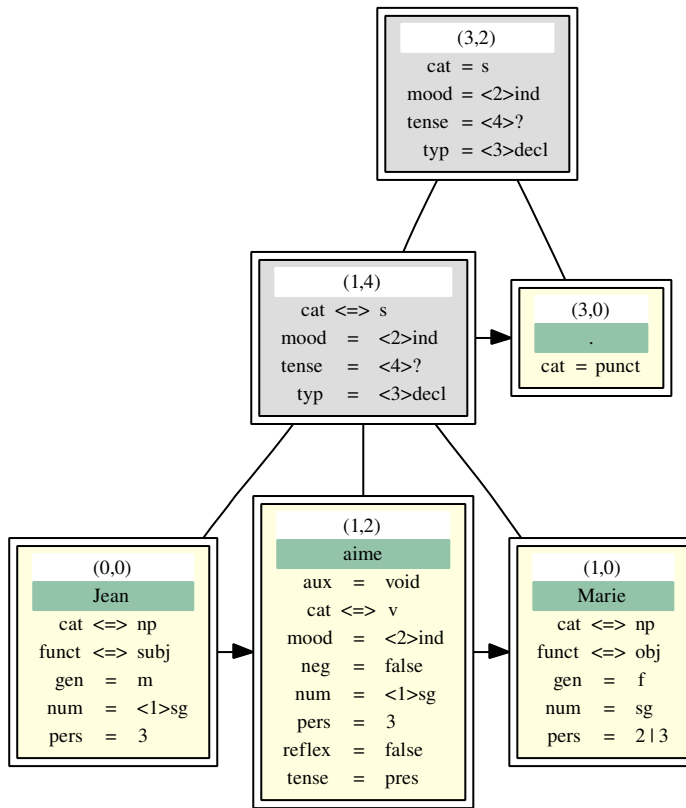 (3,2)
cat = s
mood = <2>ind
tense = <4>?
typ = <3>decl
(1,4)
cat <=> s
mood = <2>ind
tense = <4>?
typ = <3>decl
(3,0)
.
cat = punct
(0,0)
Jean
cat <=> np
funct <=> subj
gen = m
num = <1>sg
pers = 3
(1,2)
aime
aux = void
cat <=> v
mood = <2>ind
neg = false
num = <1>sg
pers = 3
reflex = false
tense = pres
(1,0)
Marie
cat <=> np
funct <=> obj
gen = f
num = sg
pers = 2 | 3